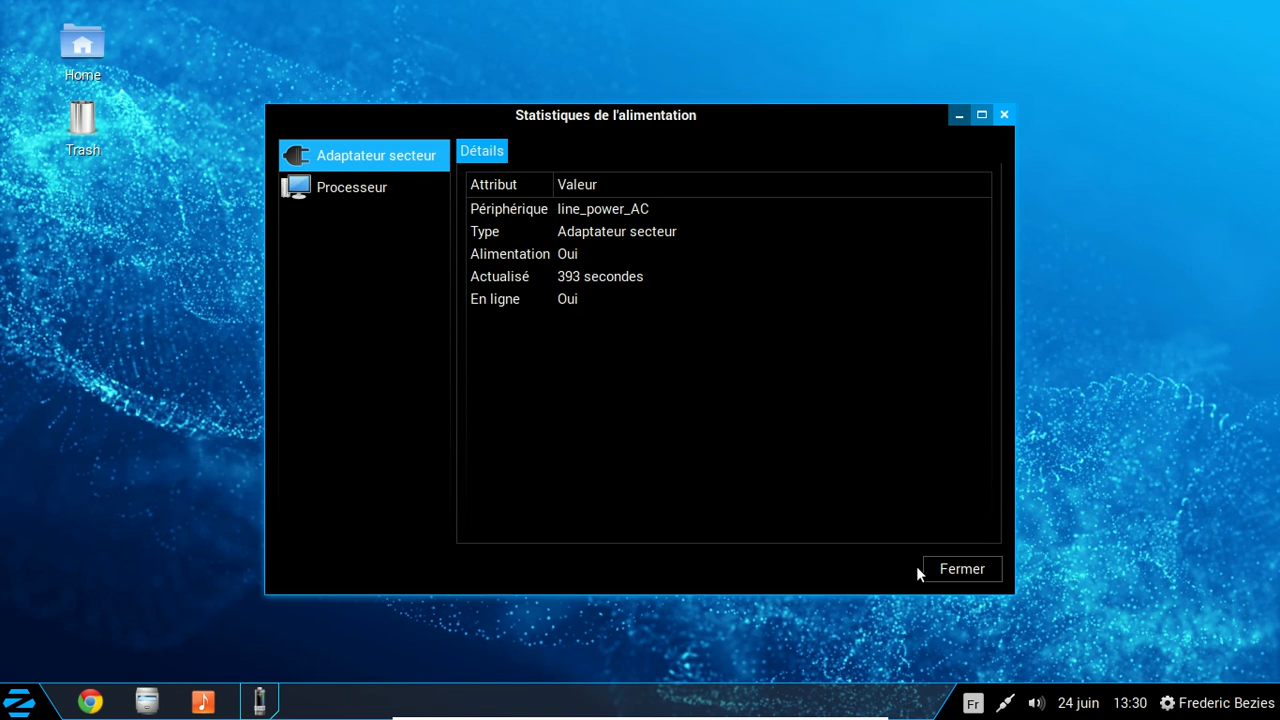 Home
Trash
Statistiques de l'alimentation
Adaptateur secteur
Processeur
Détails
Attribut Valeur
Périphérique line_power_AC
Type Adaptateur secteur
Alimentation Oui
Actualisé 393 secondes
En ligne Oui
Fermer
Fr 24 juin 13:30 Frederic Bezies